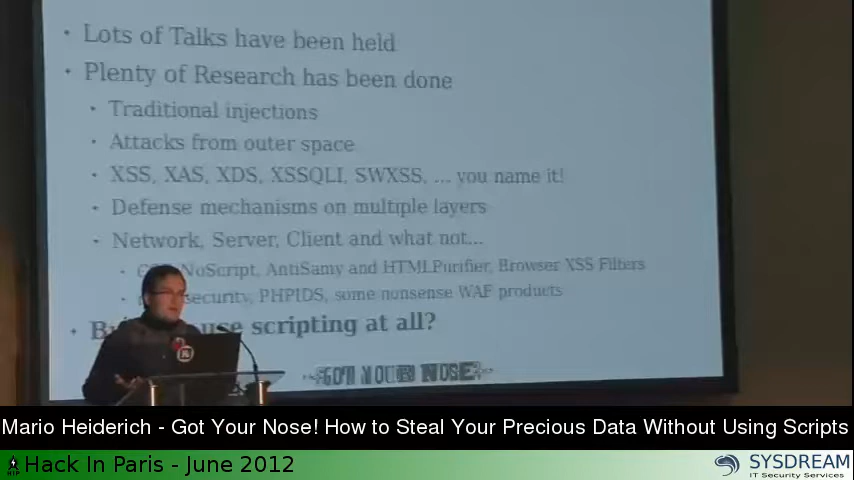 • Lots of Talks have been held
• Plenty of Research has been done
• Traditional injections
• Attacks from outer space
• XSS, XAS, XDS, XSSQLI, SWXSS, ... you name it!
• Defense mechanisms on multiple layers
• Network, Server, Client and what not...
• NoScript, AntiSamy and HTMLPurifier, Browser XSS Filters
• security, PHPIDS, some nonsense WAF products
• use scripting at all?
GOT YOUR NOSE!
Mario Heiderich - Got Your Nose! How to Steal Your Precious Data Without Using Scripts
Hack In Paris - June 2012
SYSDREAM
IT Security Services